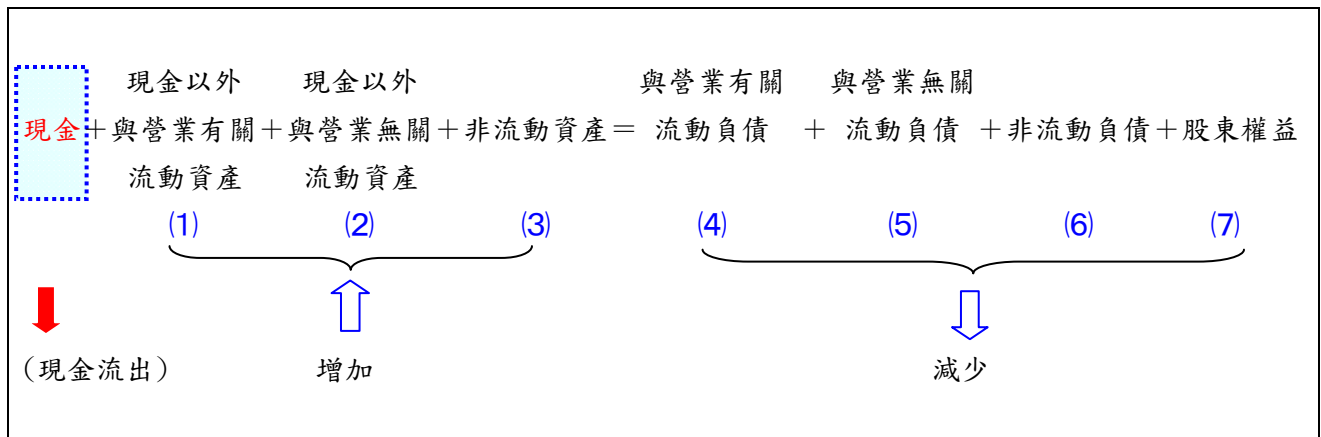 現金以外 現金以外 與營業有關 與營業無關
現金+與營業有關+與營業無關+非流動資產= 流動負債 + 流動負債 +非流動負債+股東權益
流動資產 流動資產
⑴ ⑵ ⑶ ⑷ ⑸ ⑹ ⑺
(現金流出) 增加 減少